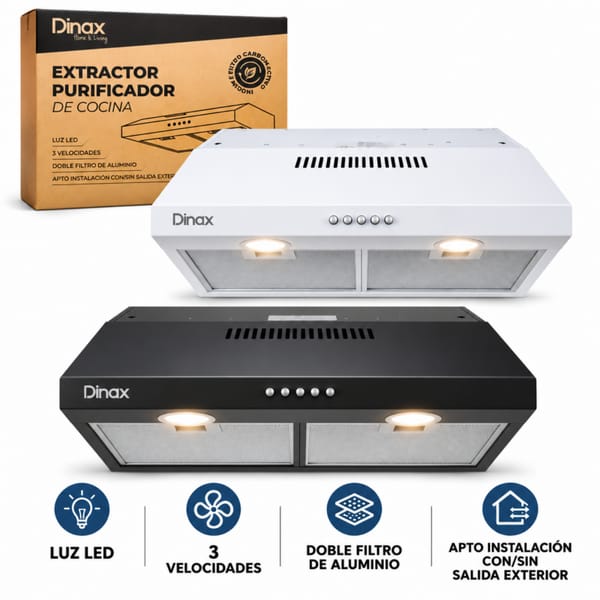 Dinax
Home & Living
EXTRACTOR
PURIFICADOR
DE COCINA
LUZ LED
3 VELOCIDADES
DOBLE FILTRO DE ALUMINIO
APTO INSTALACIÓN CON/SIN SALIDA EXTER
Dinax
Dinax
LUZ LED
3
VELOCIDADES
DOBLE FILTRO
DE ALUMINIO
APTO INSTALACIÓN
CON/SIN
SALIDA EXTERIOR